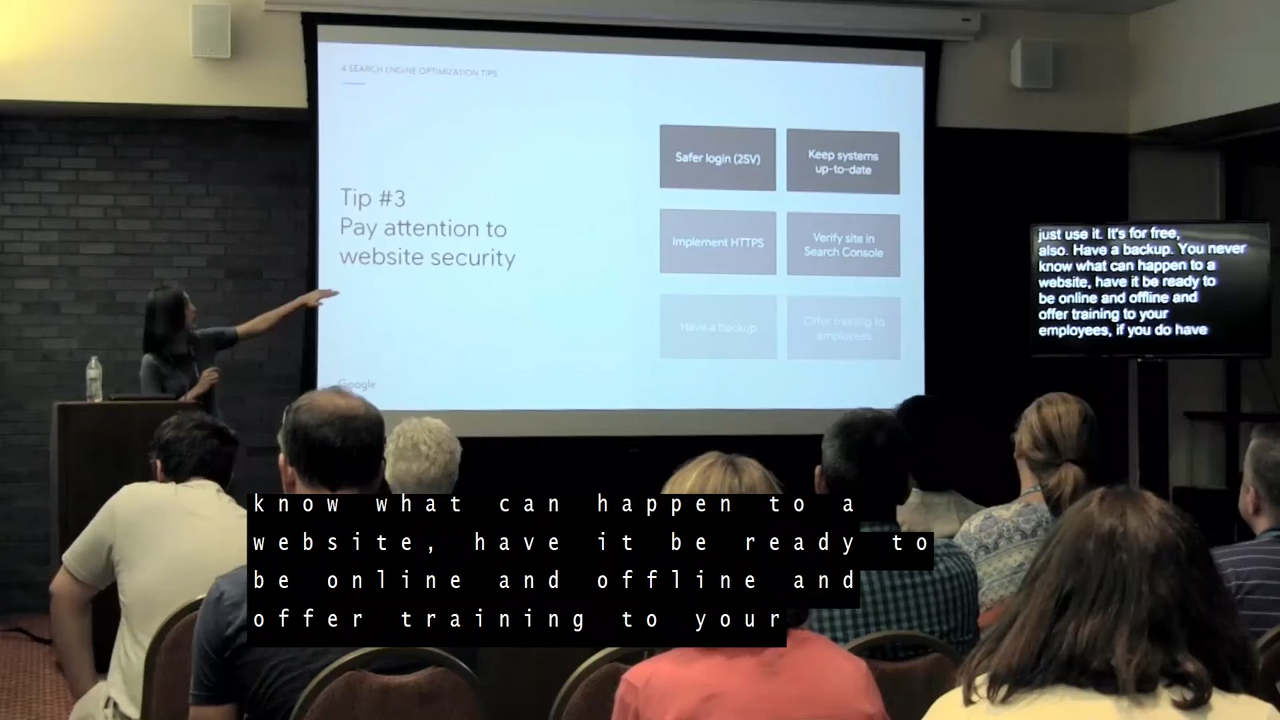 4 SEARCH ENGINE OPTIMIZATION TIPS
Tip #3
Pay attention to
website security
Safer login (2SV)
Keep systems
up-to-date
Implement HTTPS
Verify site in
Search Console
Have a backup
Offer training to
employees
Google
just use it. It's for free,
also. Have a backup. You never
know what can happen to a
website, have it be ready to
be online and offline and
offer training to your
employees, if you do have
know what can happen to a
website, have it be ready to
be online and offline and
offer training to your